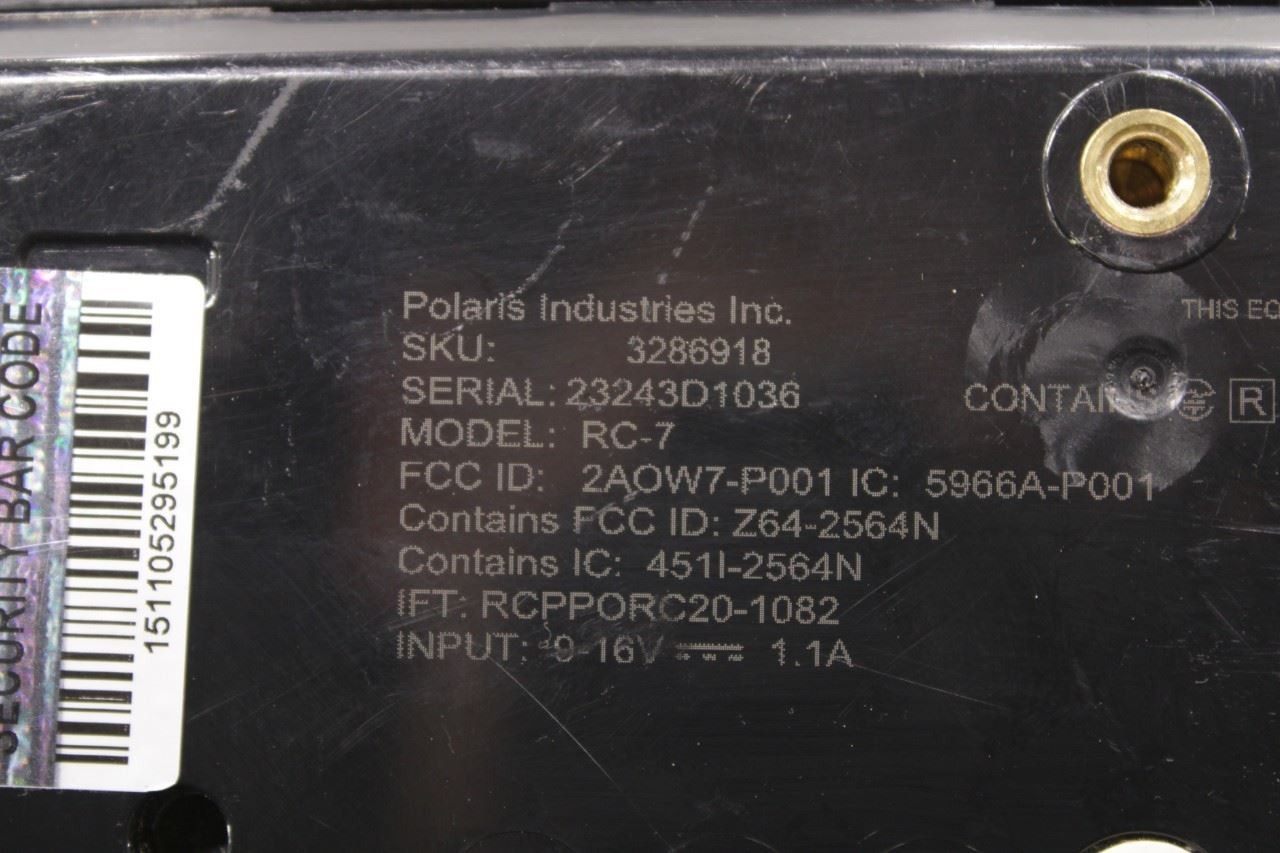 Polaris Industries Inc.
SKU: 3286918
SERIAL: 23243D1036
MODEL: RC-7
FCC ID: 2AOW7-P001 IC: 5966A-P001
Contains FCC ID: Z64-2564N
Contains IC: 451I-2564N
IFT: RCPPORC20-1082
INPUT: 9-16V 1.1A
THIS EQ
CONTAINS
R
SECURITY BAR CODE
151105295199